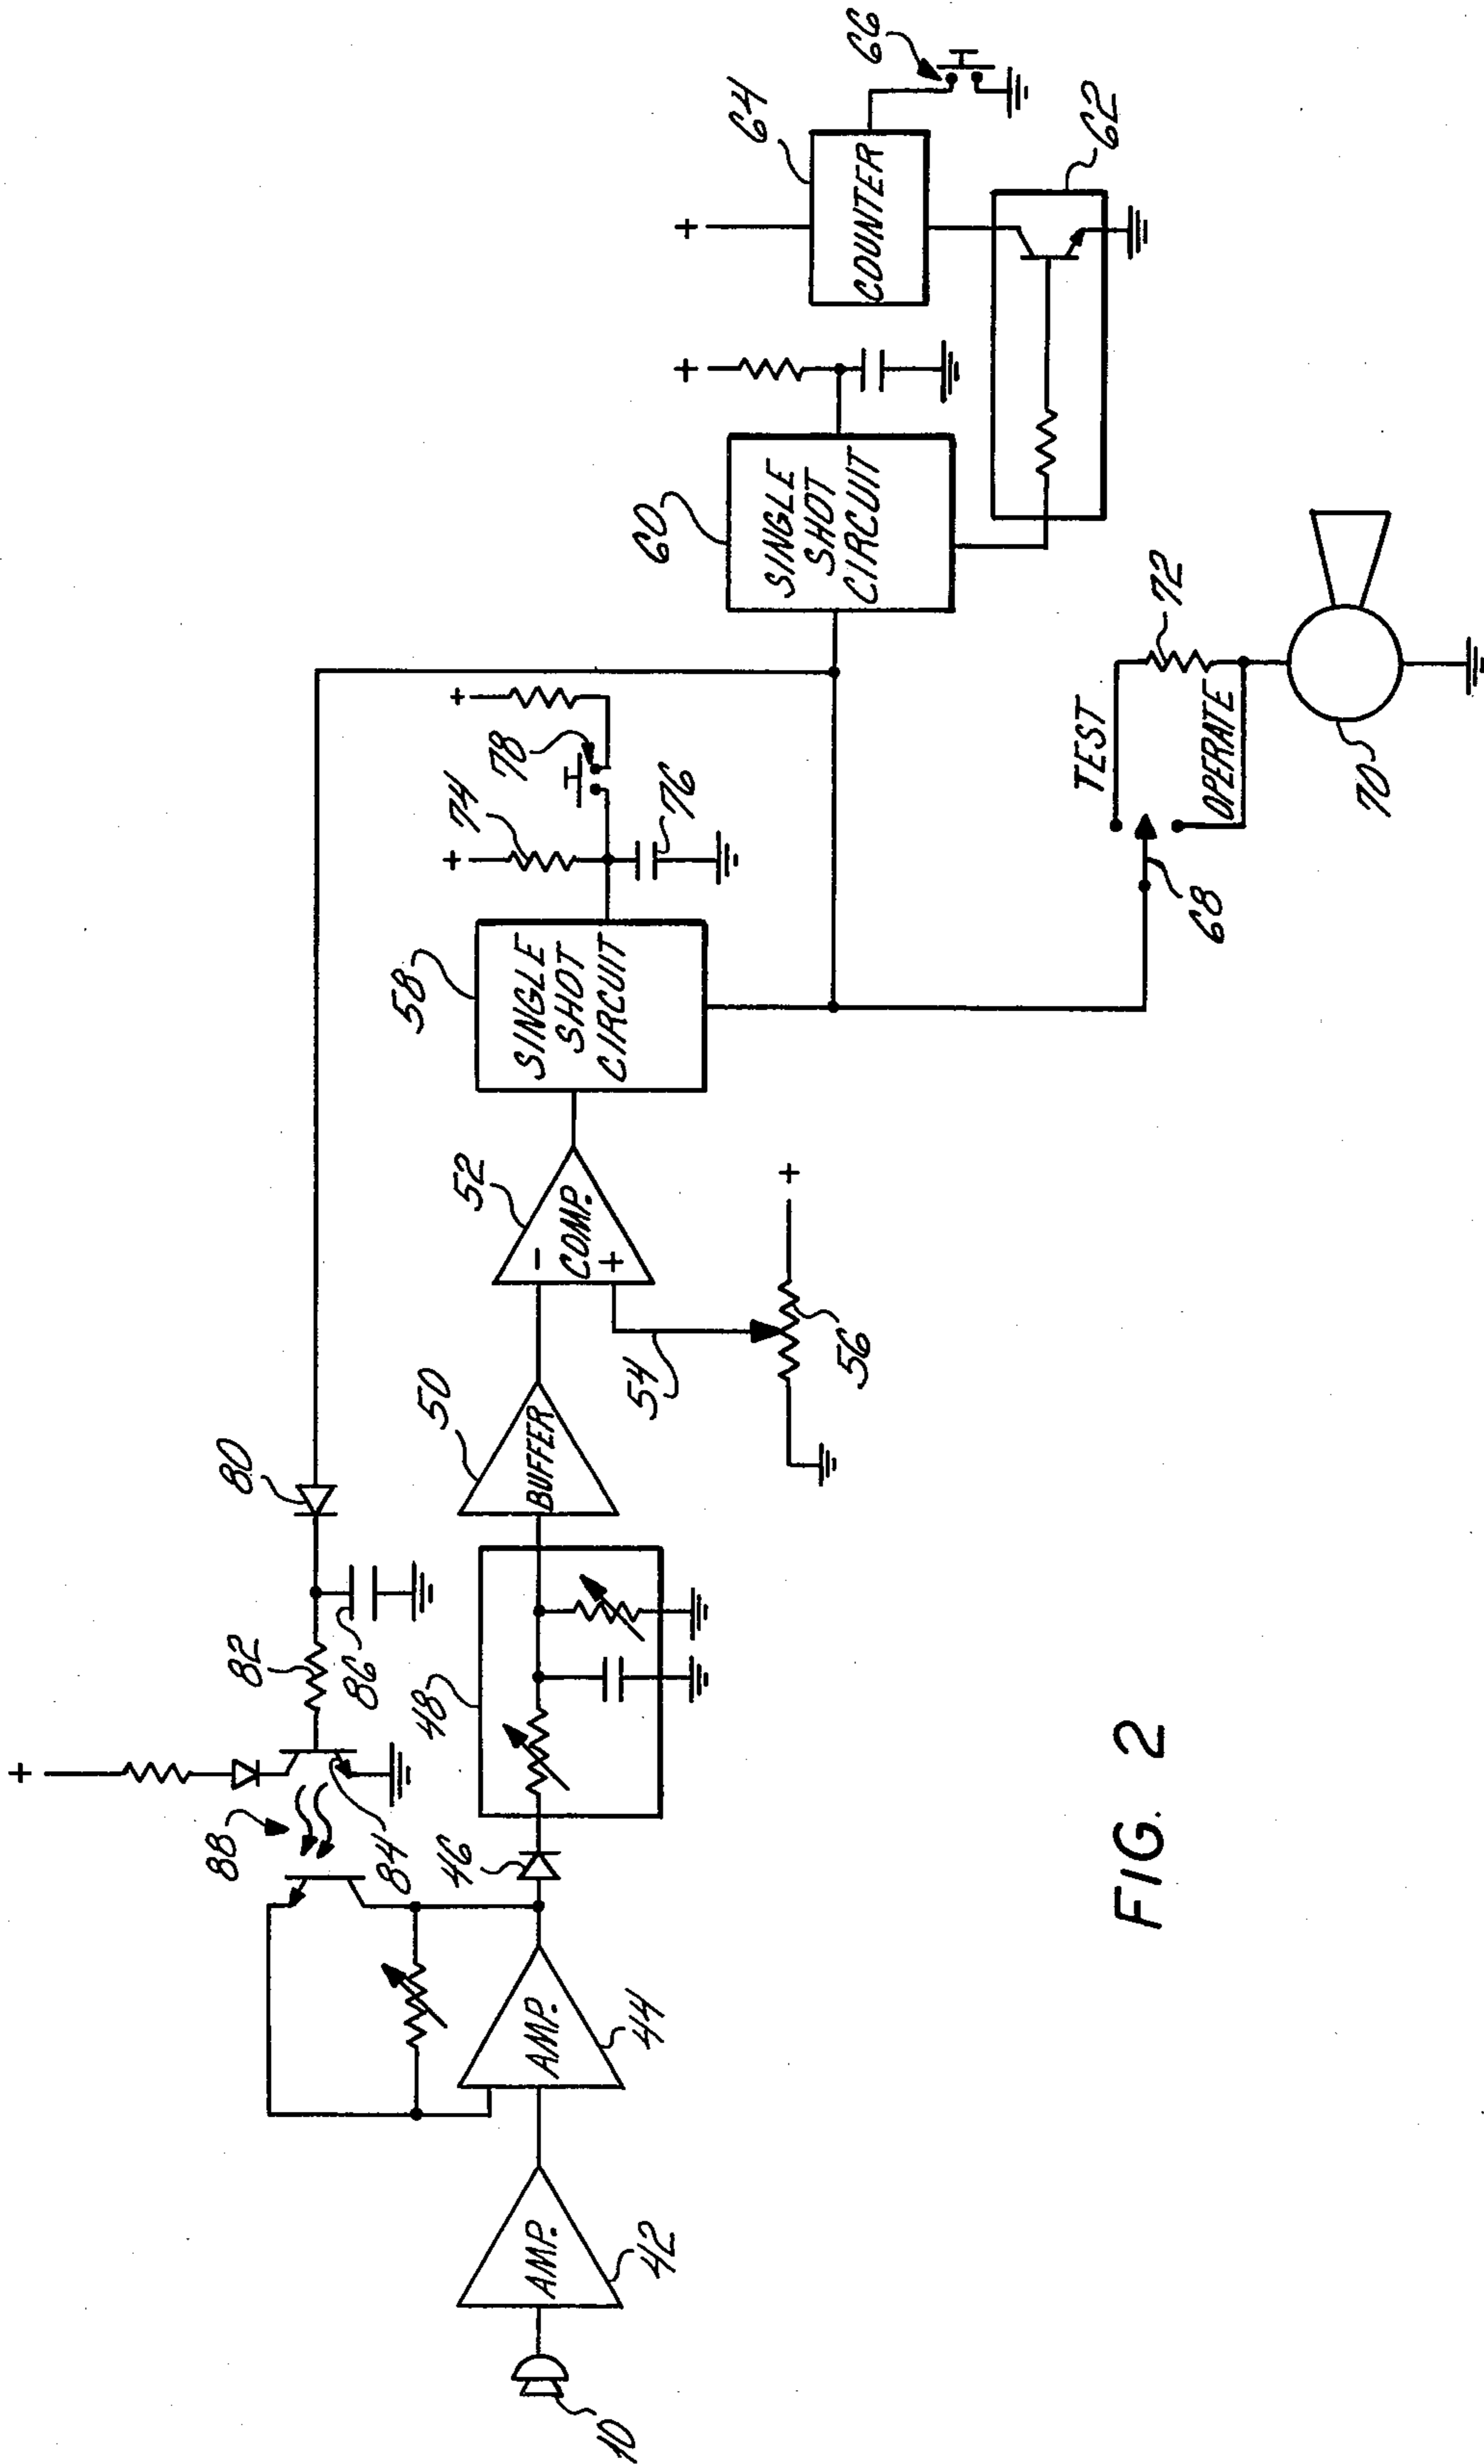 +
88
82
80
84
86
46
48
50
BUFFER
52
-
COMP.
+
54
56
+
58
SINGLE
SHOT
CIRCUIT
+
74
76
78
+
60
SINGLE
SHOT
CIRCUIT
+
+
64
COUNTER
66
62
10
AMP.
42
AMP.
44
68
TEST
OPERATE
72
70
FIG. 2